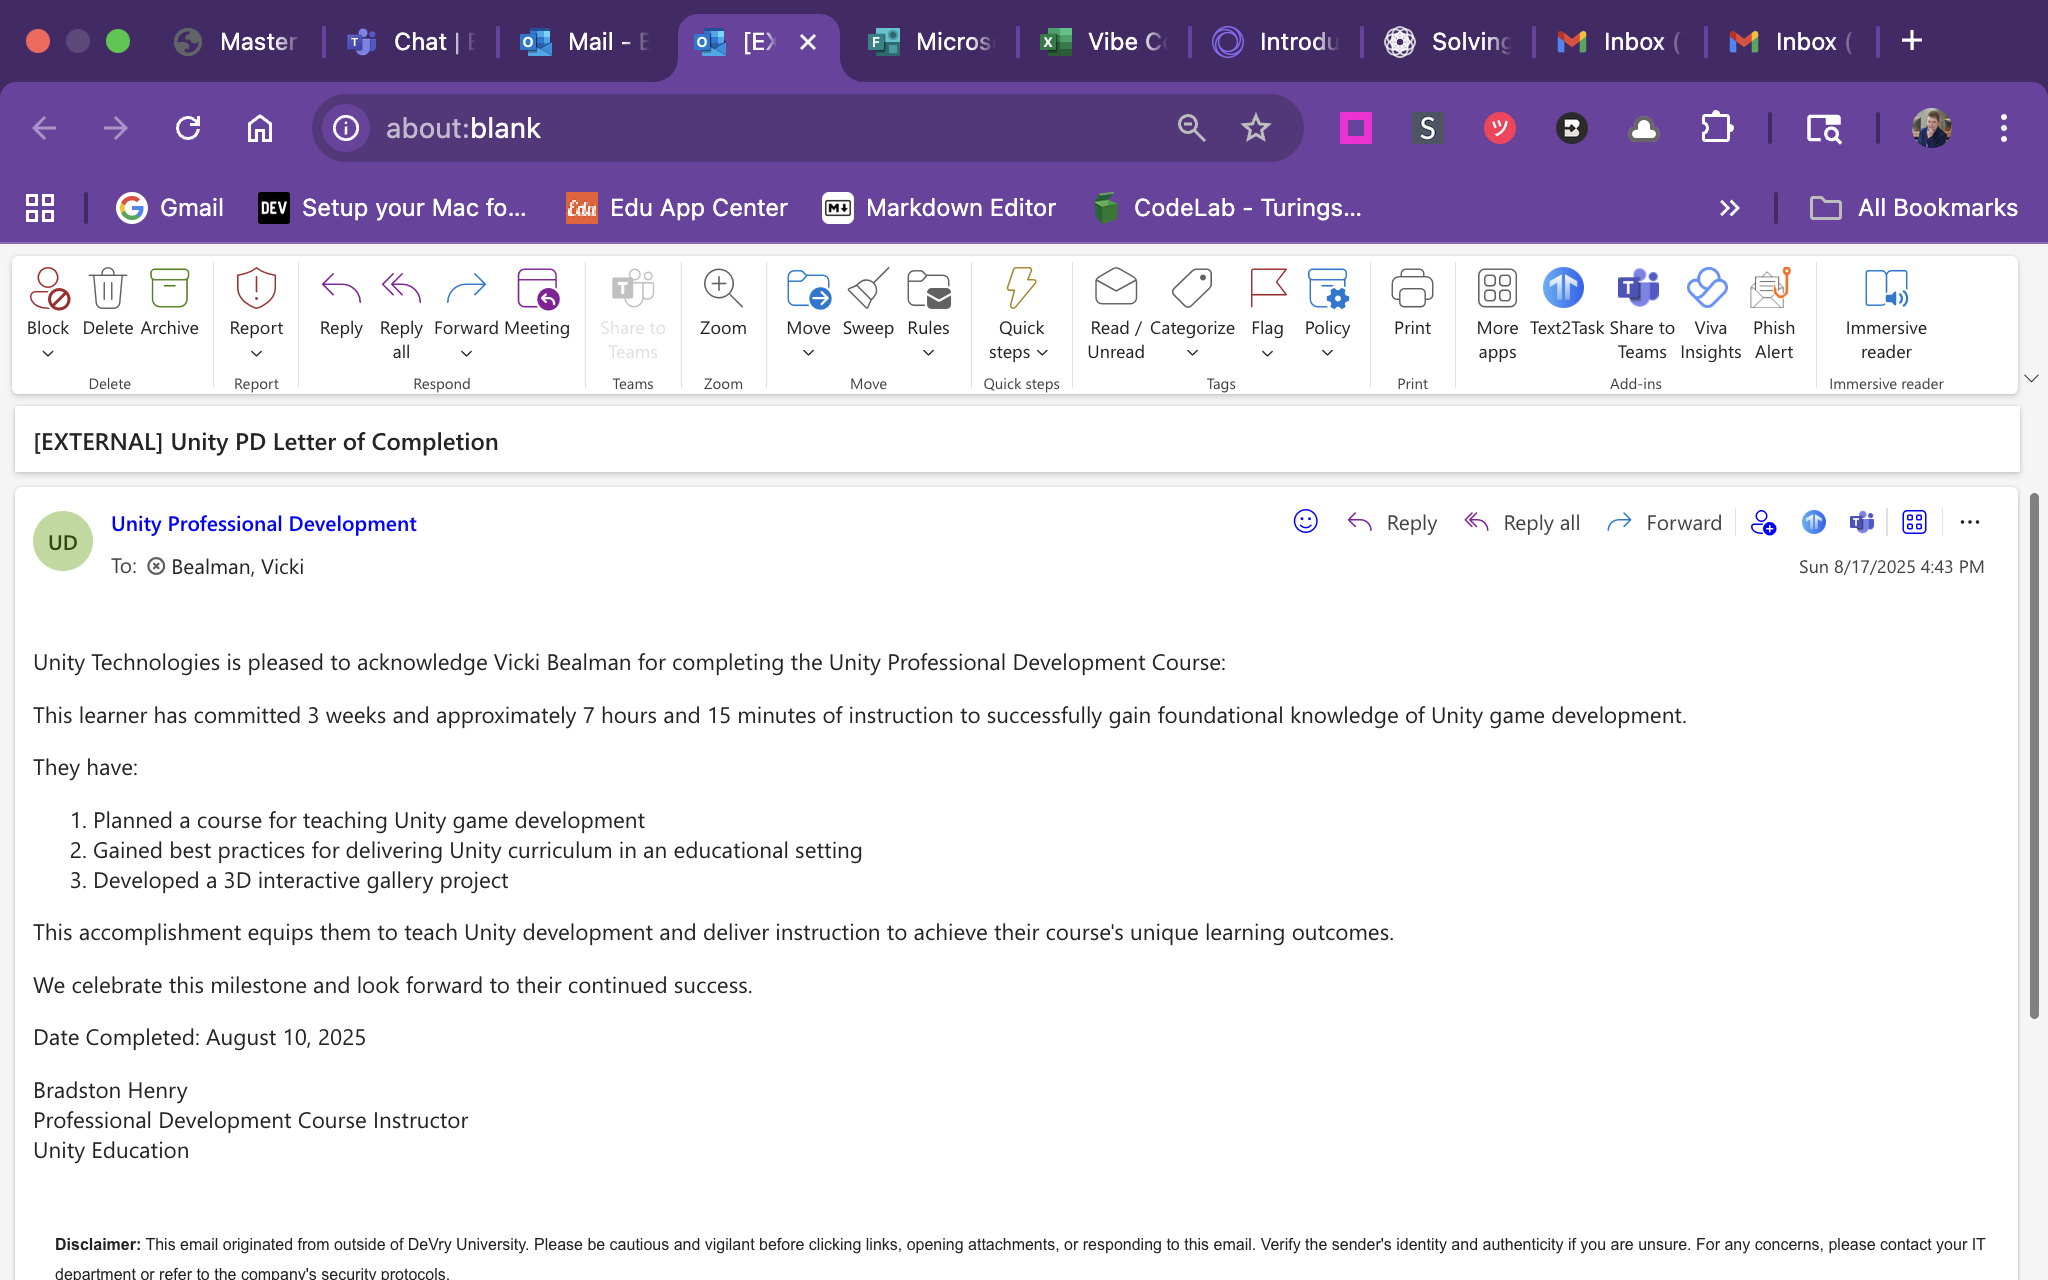 Master
Chat |
Mail -
[EX
Micros
Vibe Co
Introdu
Solving
Inbox (
Inbox (
about:blank
S
Gmail
DEV Setup your Mac fo...
Edu Edu App Center
M Markdown Editor
CodeLab - Turings...
All Bookmarks
Block Delete Archive Report Reply Reply all Forward Meeting Share to Teams Zoom Move Sweep Rules Quick steps Read / Unread Categorize Flag Policy Print More apps Text2Task Share to Teams Viva Insights Phish Alert Immersive reader
Delete Report Respond Teams Zoom Move Quick steps Tags Print Add-ins Immersive reader
[EXTERNAL] Unity PD Letter of Completion
UD
Unity Professional Development
Reply Reply all Forward
To: Bealman, Vicki
Sun 8/17/2025 4:43 PM
Unity Technologies is pleased to acknowledge Vicki Bealman for completing the Unity Professional Development Course:
This learner has committed 3 weeks and approximately 7 hours and 15 minutes of instruction to successfully gain foundational knowledge of Unity game development.
They have:
1. Planned a course for teaching Unity game development
2. Gained best practices for delivering Unity curriculum in an educational setting
3. Developed a 3D interactive gallery project
This accomplishment equips them to teach Unity development and deliver instruction to achieve their course's unique learning outcomes.
We celebrate this milestone and look forward to their continued success.
Date Completed: August 10, 2025
Bradston Henry
Professional Development Course Instructor
Unity Education
Disclaimer: This email originated from outside of DeVry University. Please be cautious and vigilant before clicking links, opening attachments, or responding to this email. Verify the sender's identity and authenticity if you are unsure. For any concerns, please contact your IT
department or refer to the company's security protocols.